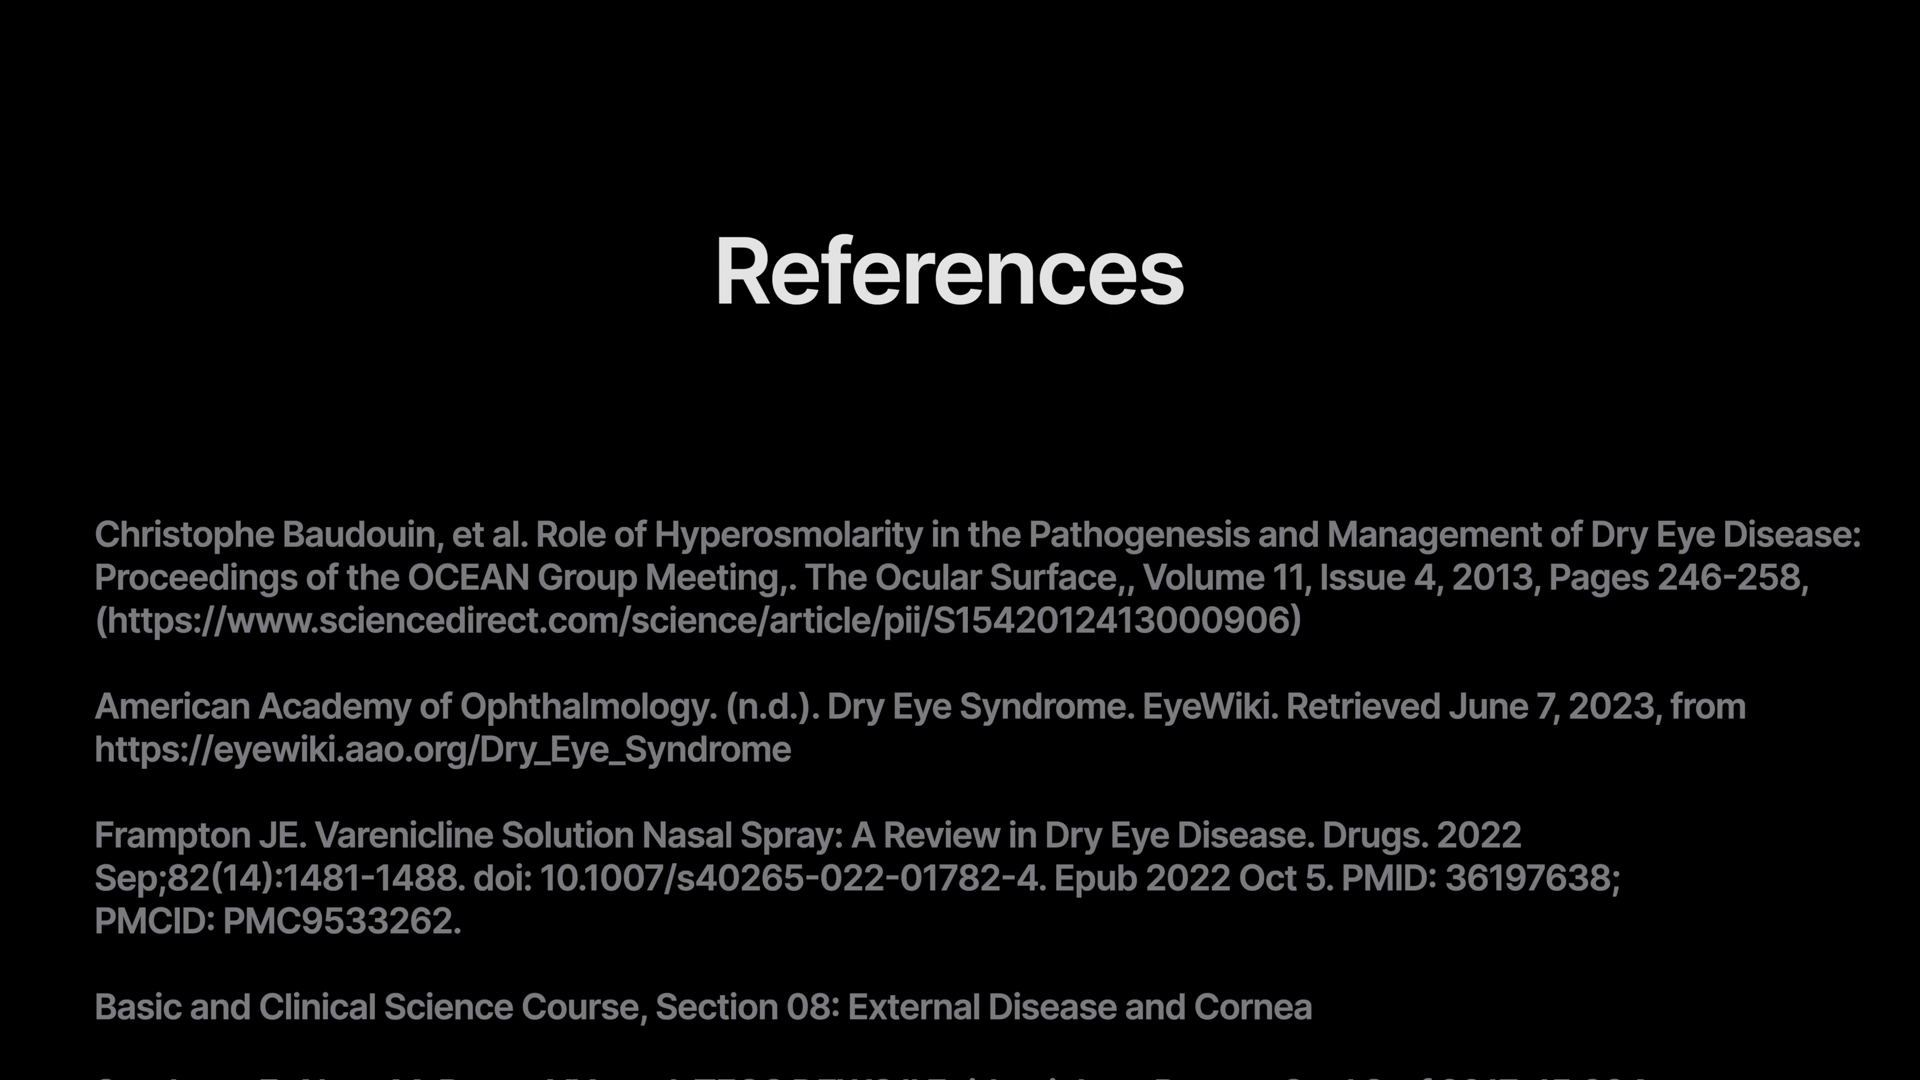 References
Christophe Baudouin, et al. Role of Hyperosmolarity in the Pathogenesis and Management of Dry Eye Disease:
Proceedings of the OCEAN Group Meeting,. The Ocular Surface,, Volume 11, Issue 4, 2013, Pages 246-258,
(https://www.sciencedirect.com/science/article/pii/S1542012413000906)
American Academy of Ophthalmology. (n.d.). Dry Eye Syndrome. EyeWiki. Retrieved June 7, 2023, from
https://eyewiki.aao.org/Dry_Eye_Syndrome
Frampton JE. Varenicline Solution Nasal Spray: A Review in Dry Eye Disease. Drugs. 2022
Sep;82(14):1481-1488. doi: 10.1007/s40265-022-01782-4. Epub 2022 Oct 5. PMID: 36197638;
PMCID: PMC9533262.
Basic and Clinical Science Course, Section 08: External Disease and Cornea